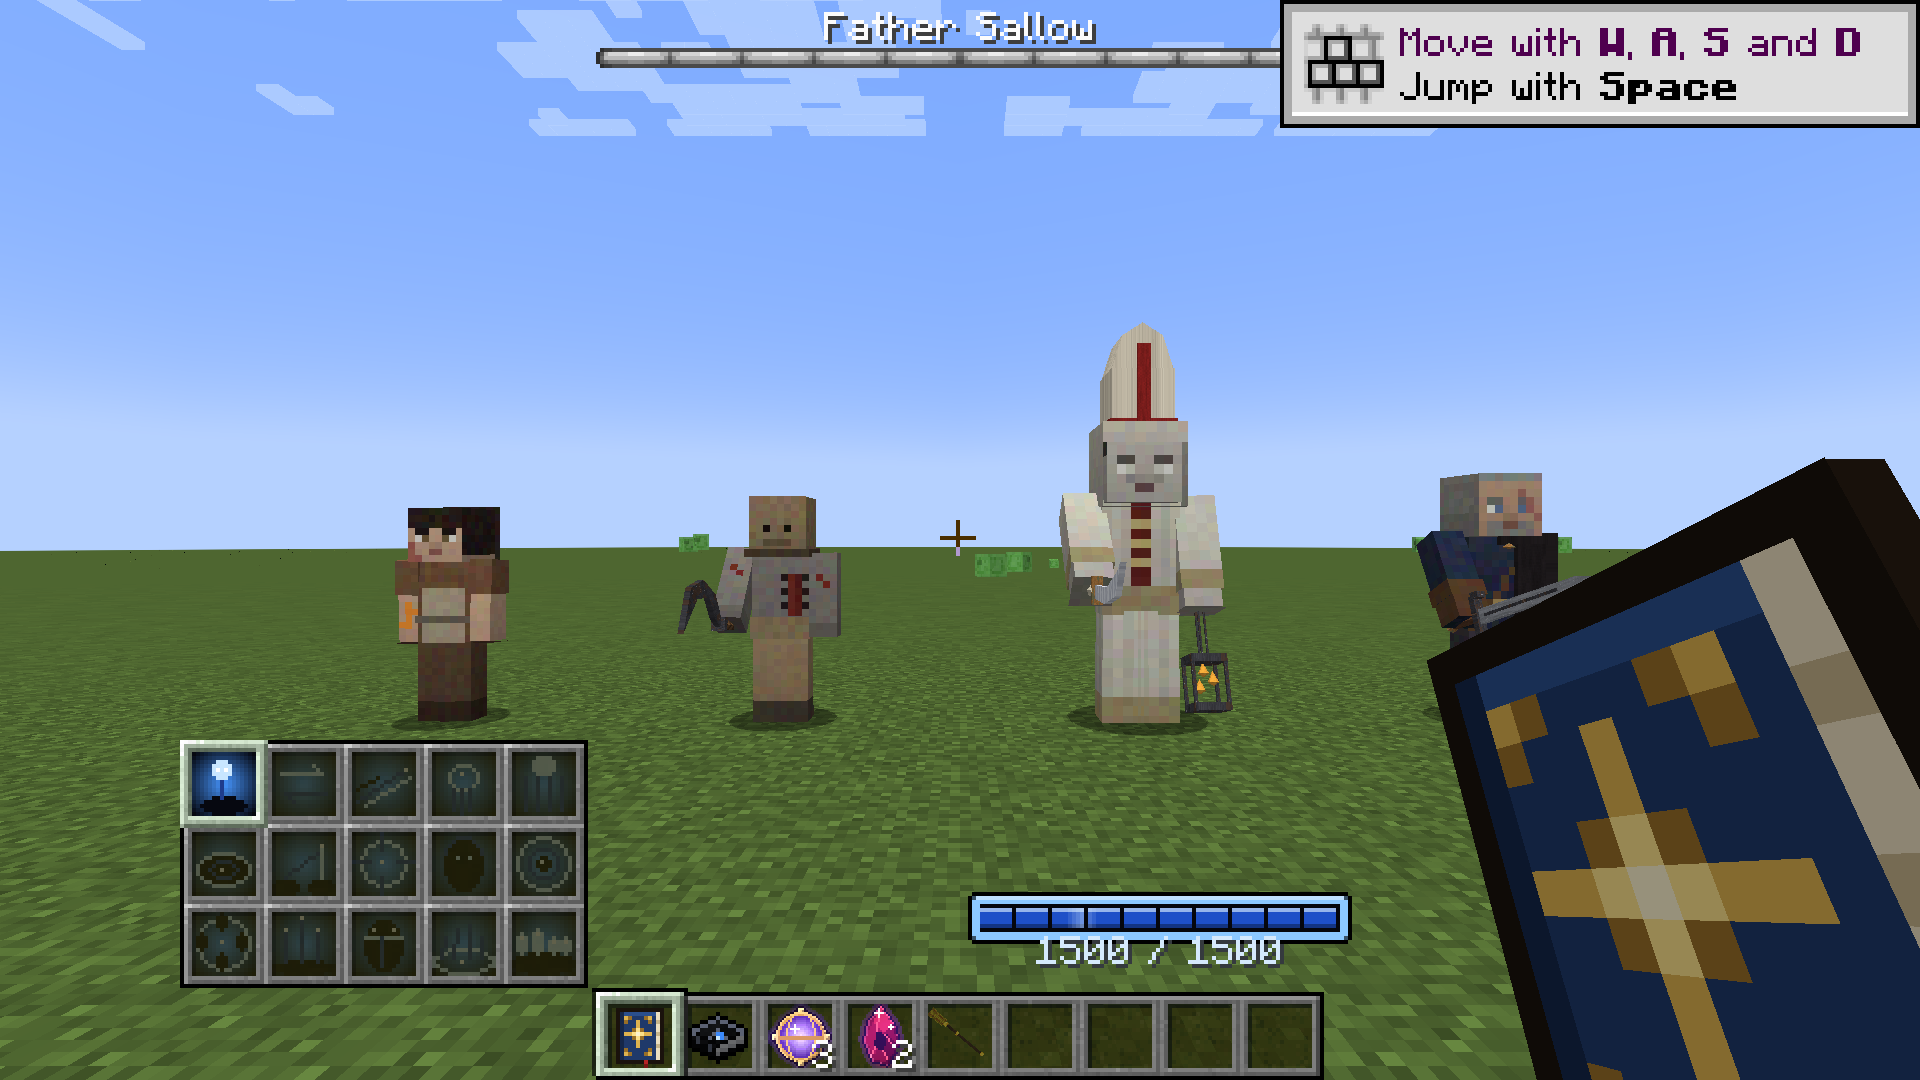 Father Sallow
Move with W, A, S and D
Jump with Space
1500 / 1500
3
2